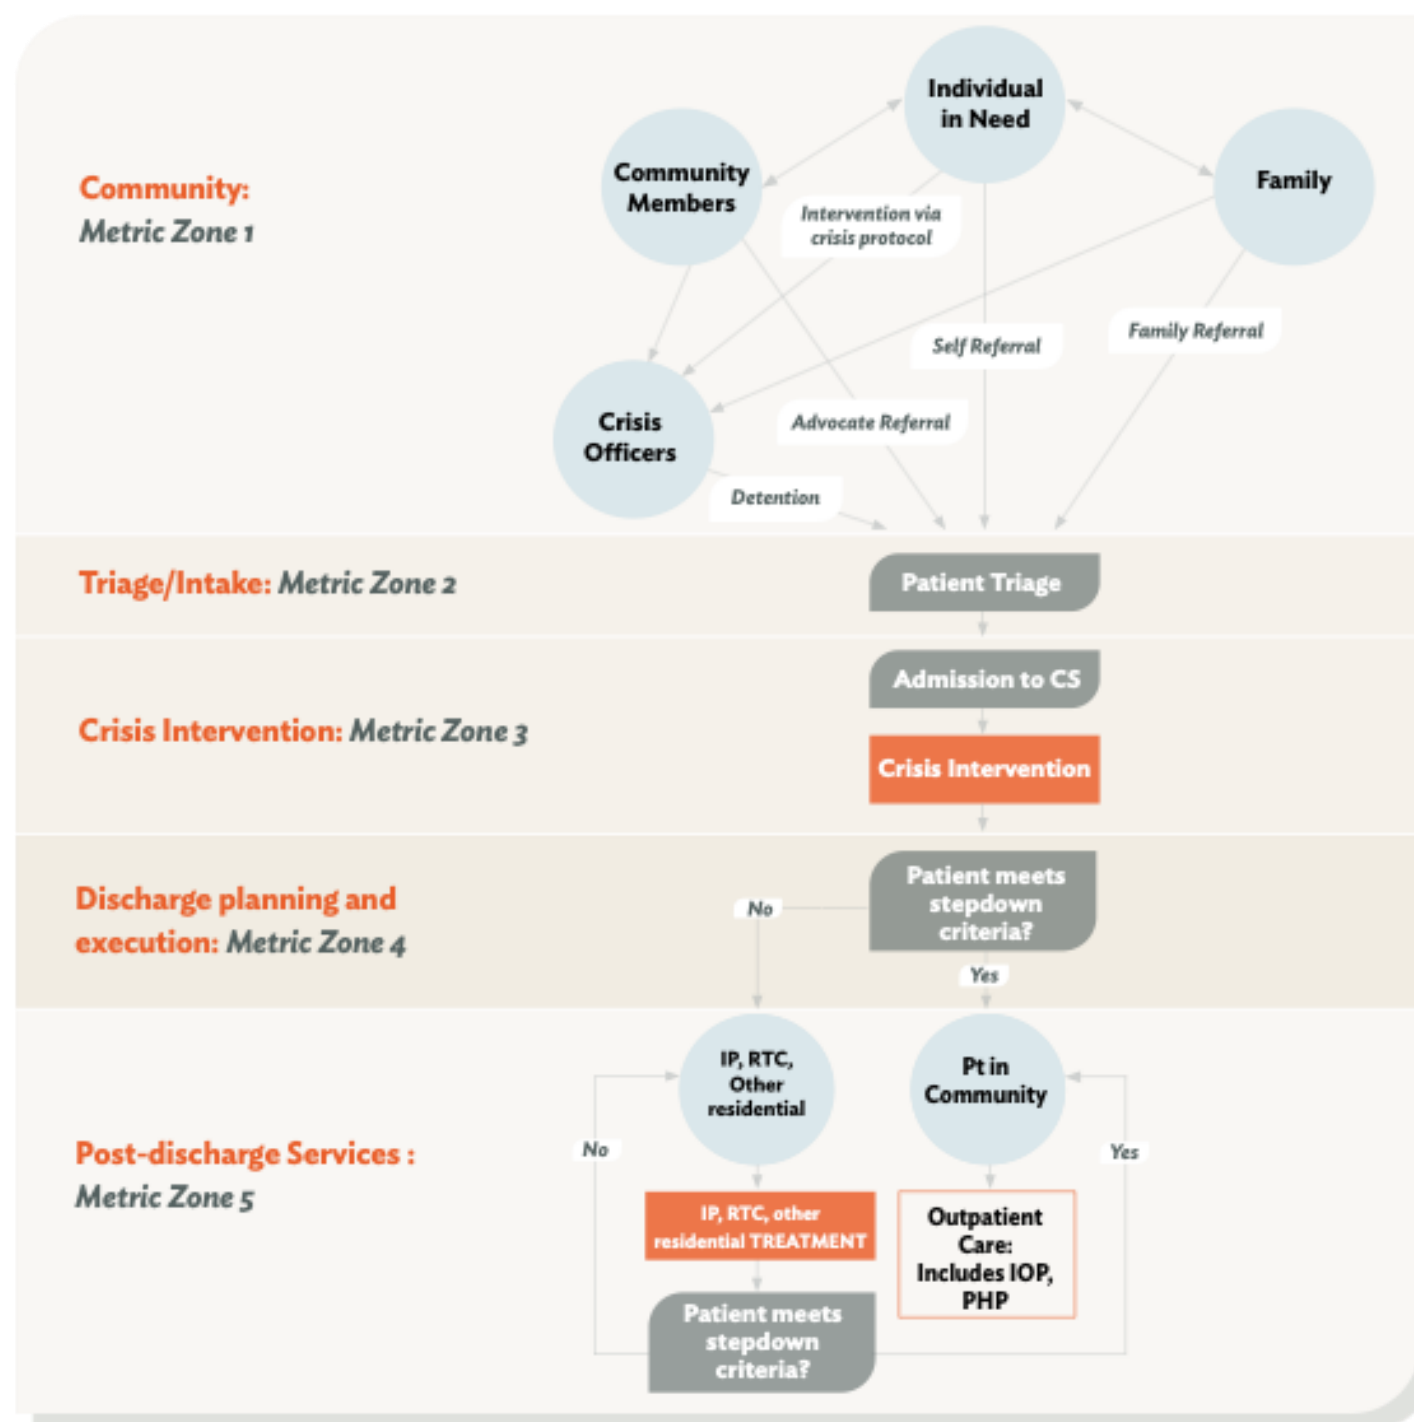 Individual
in Need
Community
Members
Family
Community:
Metric Zone 1
Intervention via
crisis protocol
Self Referral
Family Referral
Crisis
Officers
Advocate Referral
Detention
Triage/Intake: Metric Zone 2
Patient Triage
Admission to CS
Crisis Intervention: Metric Zone 3
Crisis Intervention
Discharge planning and
execution: Metric Zone 4
Patient meets
stepdown
criteria?
No
Yes
IP, RTC,
Other
residential
Pt in
Community
Post-discharge Services :
Metric Zone 5
No
Yes
IP, RTC, other
residential TREATMENT
Outpatient
Care:
Includes IOP,
PHP
Patient meets
stepdown
criteria?